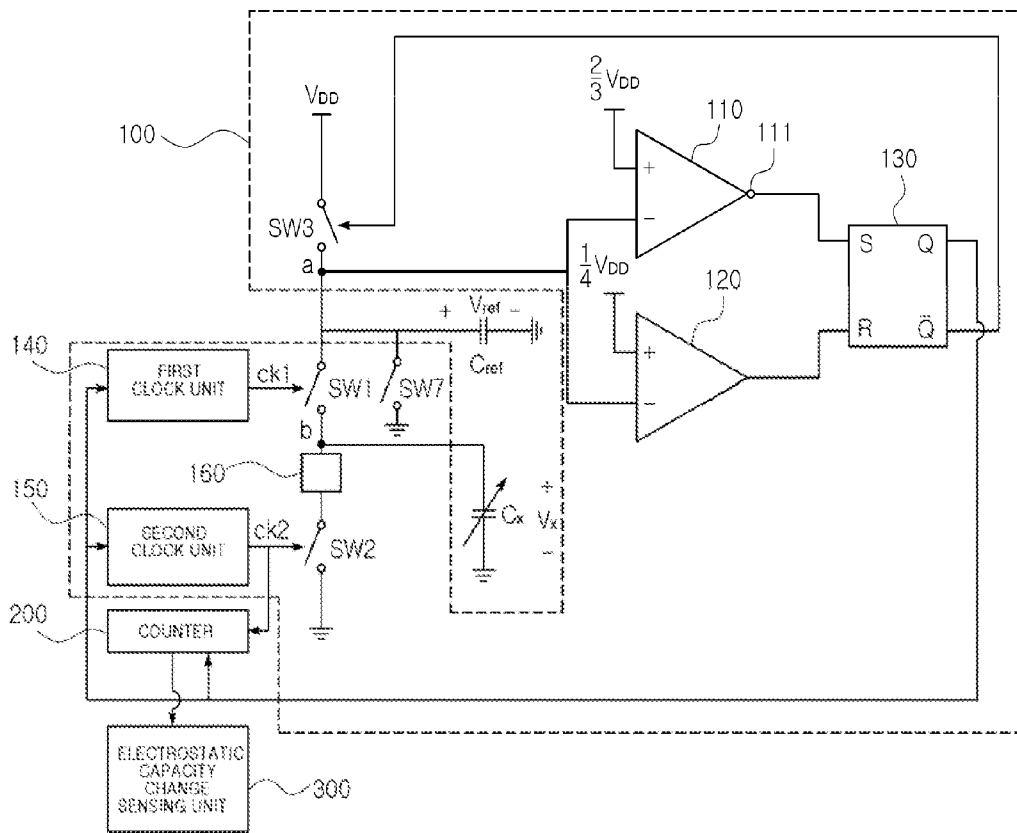 100
VDD
SW3
a
2/3 VDD
110
111
130
S Q
R Q̄
1/4 VDD
120
+
-
+
-
+ Vref -
Cref
140
FIRST
CLOCK UNIT
ck1
SW1
SW7
b
160
150
SECOND
CLOCK UNIT
ck2
SW2
Cx
+
Vx
-
200
COUNTER
ELECTROSTATIC
CAPACITY
CHANGE
SENSING UNIT
300